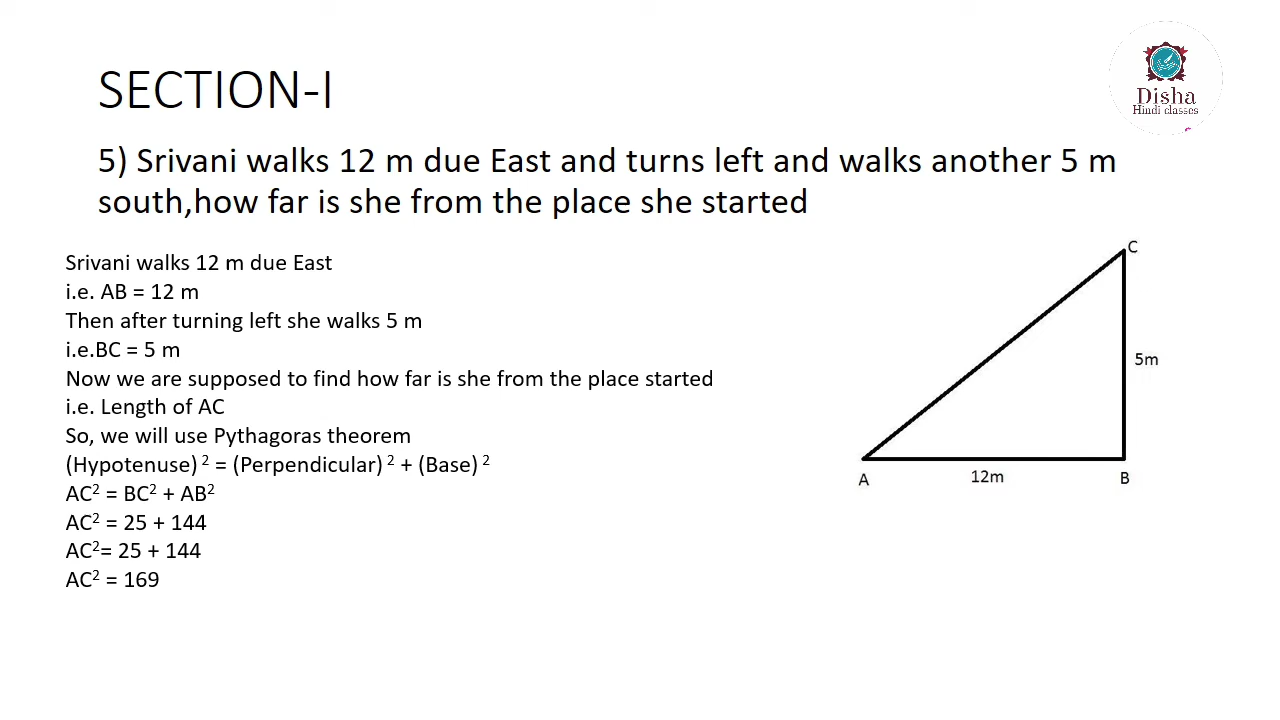 SECTION-I
Disha
Hindi classes
5) Srivani walks 12 m due East and turns left and walks another 5 m
south,how far is she from the place she started
Srivani walks 12 m due East
i.e. AB = 12 m
Then after turning left she walks 5 m
i.e.BC = 5 m
Now we are supposed to find how far is she from the place started
i.e. Length of AC
So, we will use Pythagoras theorem
(Hypotenuse) ² = (Perpendicular) ² + (Base) ²
AC² = BC² + AB²
AC² = 25 + 144
AC²= 25 + 144
AC² = 169
C
5m
A
12m
B